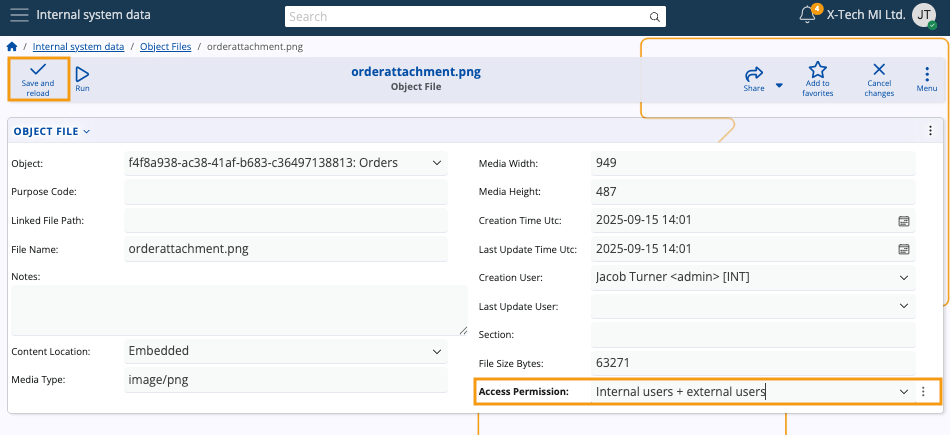 Internal system data
Search
4
X-Tech MI Ltd.
JT
/ Internal system data / Object Files / orderattachment.png
Save and reload
Run
orderattachment.png
Object File
Share
Add to favorites
Cancel changes
Menu
OBJECT FILE
Object: f4f8a938-ac38-41af-b683-c36497138813: Orders
Purpose Code:
Linked File Path:
File Name: orderattachment.png
Notes:
Content Location: Embedded
Media Type: image/png
Media Width: 949
Media Height: 487
Creation Time Utc: 2025-09-15 14:01
Last Update Time Utc: 2025-09-15 14:01
Creation User: Jacob Turner <admin> [INT]
Last Update User:
Section:
File Size Bytes: 63271
Access Permission: Internal users + external users